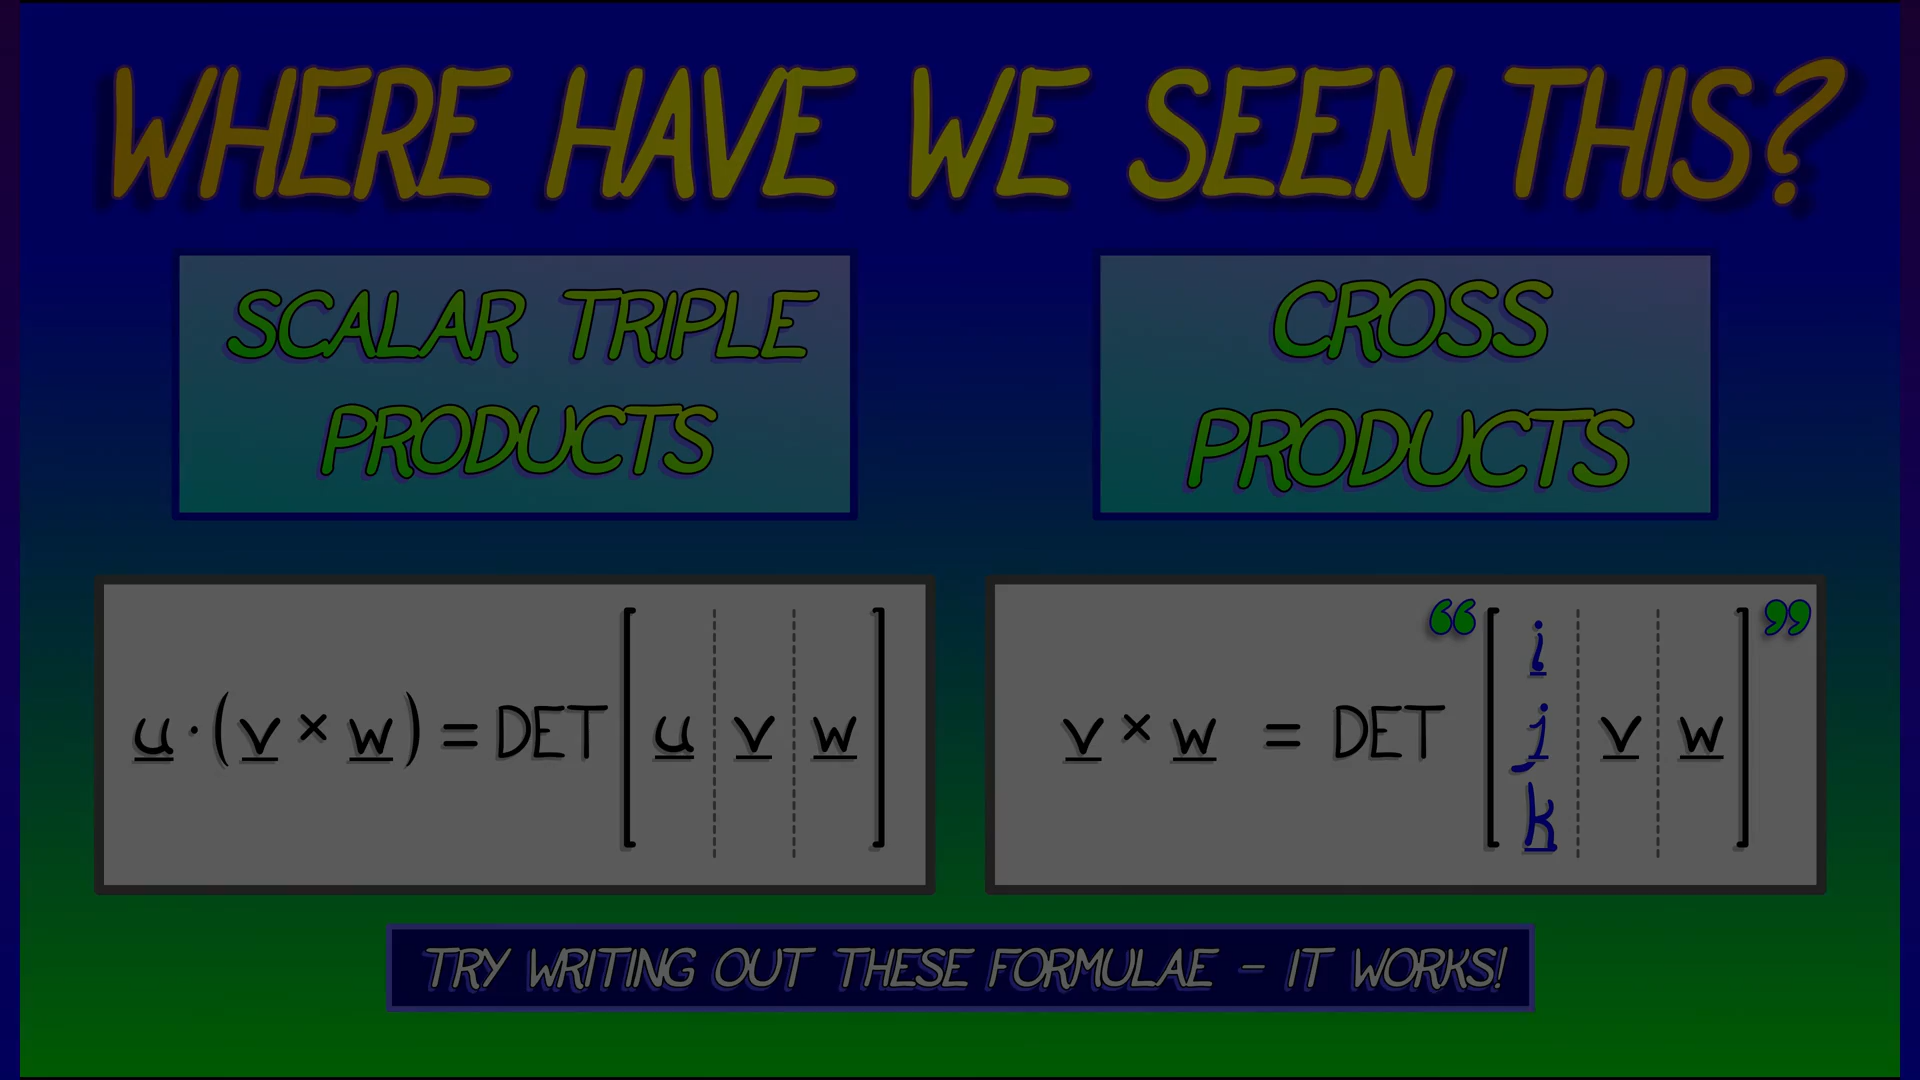 WHERE HAVE WE SEEN THIS?
SCALAR TRIPLE
PRODUCTS
CROSS
PRODUCTS
u · (v × w) = DET [ u | v | w ]
v × w = DET “[ i j k | v | w ]”
TRY WRITING OUT THESE FORMULAE – IT WORKS!